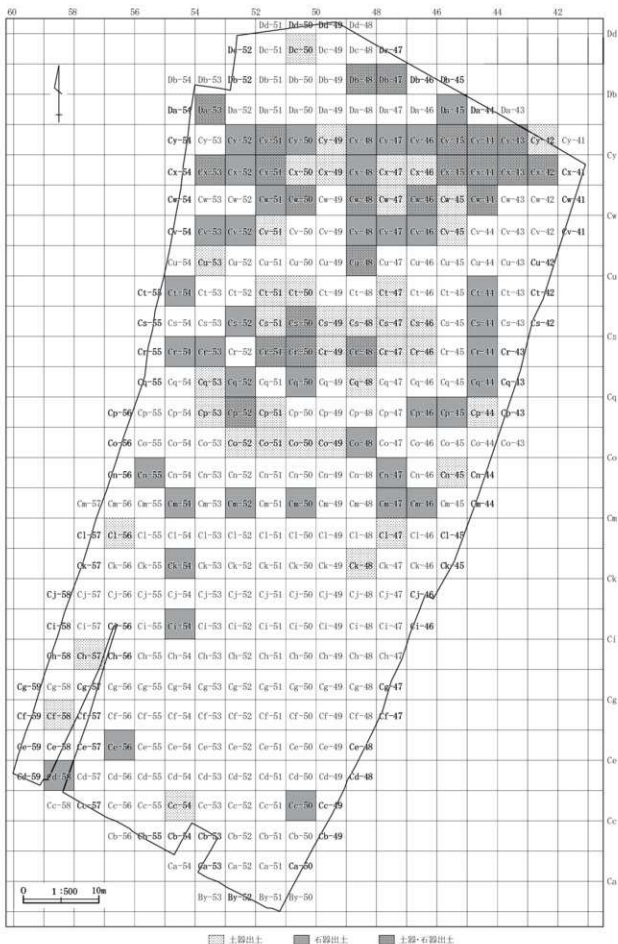 60 58 56 54 52 50 48 46 44 42
Dd-51 Dd-50 Dd-49 Dd-48 Dd
Dc-52 Dc-51 Dc-50 Dc-49 Dc-48 Dc-47
Db-54 Db-53 Db-52 Db-51 Db-50 Db-49 Db-48 Db-47 Db-46 Db-45 Db
Da-54 Da-53 Da-52 Da-51 Da-50 Da-49 Da-48 Da-47 Da-46 Da-45 Da-44 Da-43
Cy-54 Cy-53 Cy-52 Cy-51 Cy-50 Cy-49 Cy-48 Cy-47 Cy-46 Cy-45 Cy-44 Cy-43 Cy-42 Cy-41 Cy
Cx-54 Cx-53 Cx-52 Cx-51 Cx-50 Cx-49 Cx-48 Cx-47 Cx-46 Cx-45 Cx-44 Cx-43 Cx-42 Cx-41
Cw-54 Cw-53 Cw-52 Cw-51 Cw-50 Cw-49 Cw-48 Cw-47 Cw-46 Cw-45 Cw-44 Cw-43 Cw-42 Cw-41 Cw
Cv-54 Cv-53 Cv-52 Cv-51 Cv-50 Cv-49 Cv-48 Cv-47 Cv-46 Cv-45 Cv-44 Cv-43 Cv-42 Cv-41
Cu-54 Cu-53 Cu-52 Cu-51 Cu-50 Cu-49 Cu-48 Cu-47 Cu-46 Cu-45 Cu-44 Cu-43 Cu-42 Cu
Ct-55 Ct-54 Ct-53 Ct-52 Ct-51 Ct-50 Ct-49 Ct-48 Ct-47 Ct-46 Ct-45 Ct-44 Ct-43 Ct-42
Cs-55 Cs-54 Cs-53 Cs-52 Cs-51 Cs-50 Cs-49 Cs-48 Cs-47 Cs-46 Cs-45 Cs-44 Cs-43 Cs-42 Cs
Cr-55 Cr-54 Cr-53 Cr-52 Cr-51 Cr-50 Cr-49 Cr-48 Cr-47 Cr-46 Cr-45 Cr-44 Cr-43
Cq-55 Cq-54 Cq-53 Cq-52 Cq-51 Cq-50 Cq-49 Cq-48 Cq-47 Cq-46 Cq-45 Cq-44 Cq-43 Cq
Cp-56 Cp-55 Cp-54 Cp-53 Cp-52 Cp-51 Cp-50 Cp-49 Cp-48 Cp-47 Cp-46 Cp-45 Cp-44 Cp-43
Co-56 Co-55 Co-54 Co-53 Co-52 Co-51 Co-50 Co-49 Co-48 Co-47 Co-46 Co-45 Co-44 Co-43 Co
Cn-56 Cn-55 Cn-54 Cn-53 Cn-52 Cn-51 Cn-50 Cn-49 Cn-48 Cn-47 Cn-46 Cn-45 Cn-44
Cm-57 Cm-56 Cm-55 Cm-54 Cm-53 Cm-52 Cm-51 Cm-50 Cm-49 Cm-48 Cm-47 Cm-46 Cm-45 Cm-44 Cm
Cl-57 Cl-56 Cl-55 Cl-54 Cl-53 Cl-52 Cl-51 Cl-50 Cl-49 Cl-48 Cl-47 Cl-46 Cl-45
Ck-57 Ck-56 Ck-55 Ck-54 Ck-53 Ck-52 Ck-51 Ck-50 Ck-49 Ck-48 Ck-47 Ck-46 Ck-45 Ck
Cj-58 Cj-57 Cj-56 Cj-55 Cj-54 Cj-53 Cj-52 Cj-51 Cj-50 Cj-49 Cj-48 Cj-47 Cj-46
Ci-58 Ci-57 Ci-56 Ci-55 Ci-54 Ci-53 Ci-52 Ci-51 Ci-50 Ci-49 Ci-48 Ci-47 Ci-46 Ci
Ch-58 Ch-57 Ch-56 Ch-55 Ch-54 Ch-53 Ch-52 Ch-51 Ch-50 Ch-49 Ch-48 Ch-47
Cg-59 Cg-58 Cg-57 Cg-56 Cg-55 Cg-54 Cg-53 Cg-52 Cg-51 Cg-50 Cg-49 Cg-48 Cg-47 Cg
Cf-59 Cf-58 Cf-57 Cf-56 Cf-55 Cf-54 Cf-53 Cf-52 Cf-51 Cf-50 Cf-49 Cf-48 Cf-47
Ce-59 Ce-58 Ce-57 Ce-56 Ce-55 Ce-54 Ce-53 Ce-52 Ce-51 Ce-50 Ce-49 Ce-48 Ce
Cd-59 Cd-58 Cd-57 Cd-56 Cd-55 Cd-54 Cd-53 Cd-52 Cd-51 Cd-50 Cd-49 Cd-48
Cc-58 Cc-57 Cc-56 Cc-55 Cc-54 Cc-53 Cc-52 Cc-51 Cc-50 Cc-49 Cc
Cb-56 Cb-55 Cb-54 Cb-53 Cb-52 Cb-51 Cb-50 Cb-49
Ca-54 Ca-53 Ca-52 Ca-51 Ca-50 Ca
By-53 By-52 By-51 By-50
0 1:500 10m
土器出土 石器出土 土器・石器出土